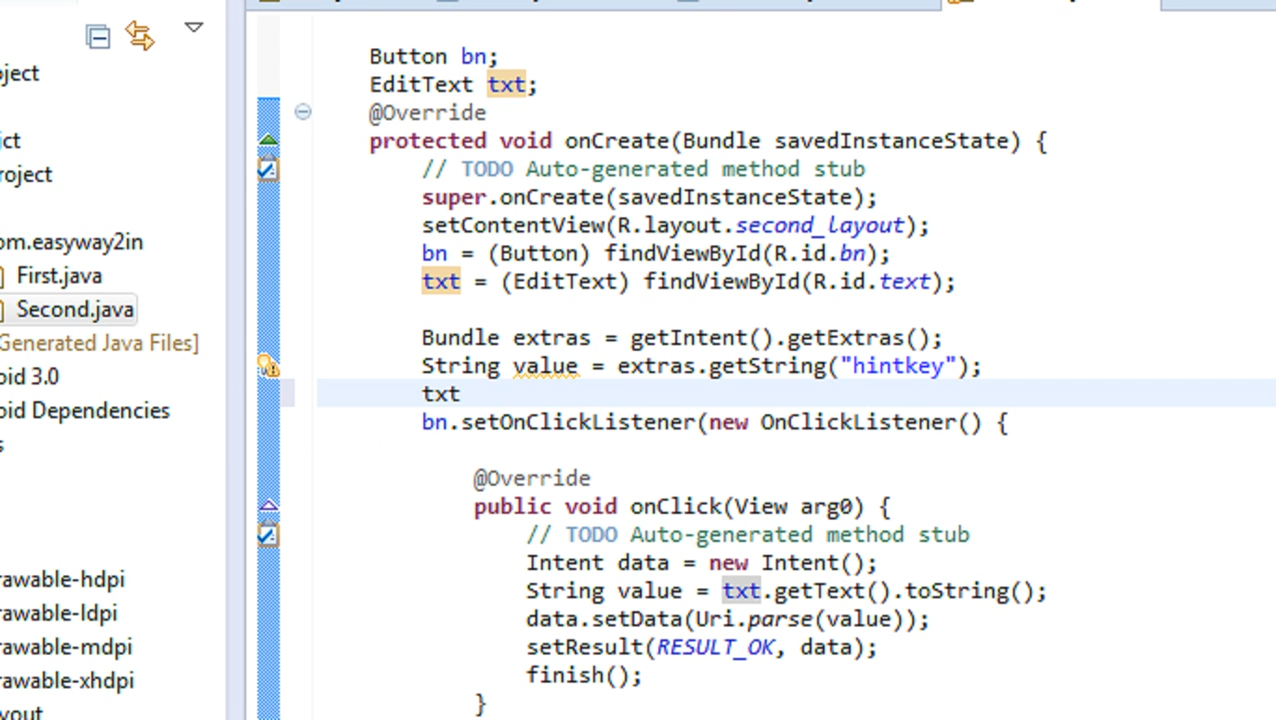 oject
ct
roject
om.easyway2in
First.java
Second.java
Generated Java Files]
oid 3.0
oid Dependencies
s
rawable-hdpi
rawable-ldpi
rawable-mdpi
rawable-xhdpi
yout
Button bn;
EditText txt;
@Override
protected void onCreate(Bundle savedInstanceState) {
// TODO Auto-generated method stub
super.onCreate(savedInstanceState);
setContentView(R.layout.second_layout);
bn = (Button) findViewById(R.id.bn);
txt = (EditText) findViewById(R.id.text);
Bundle extras = getIntent().getExtras();
String value = extras.getString("hintkey");
txt
bn.setOnClickListener(new OnClickListener() {
@Override
public void onClick(View arg0) {
// TODO Auto-generated method stub
Intent data = new Intent();
String value = txt.getText().toString();
data.setData(Uri.parse(value));
setResult(RESULT_OK, data);
finish();
}